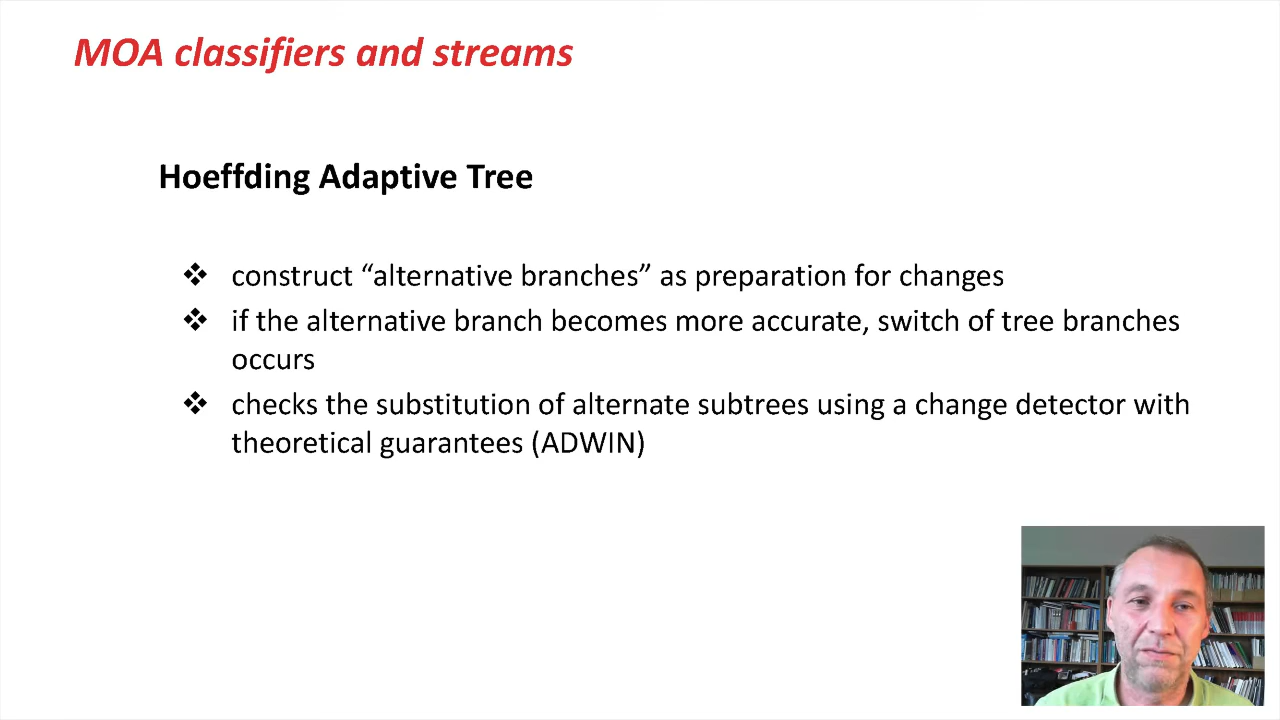 MOA classifiers and streams
Hoeffding Adaptive Tree
❖ construct “alternative branches” as preparation for changes
❖ if the alternative branch becomes more accurate, switch of tree branches
occurs
❖ checks the substitution of alternate subtrees using a change detector with
theoretical guarantees (ADWIN)